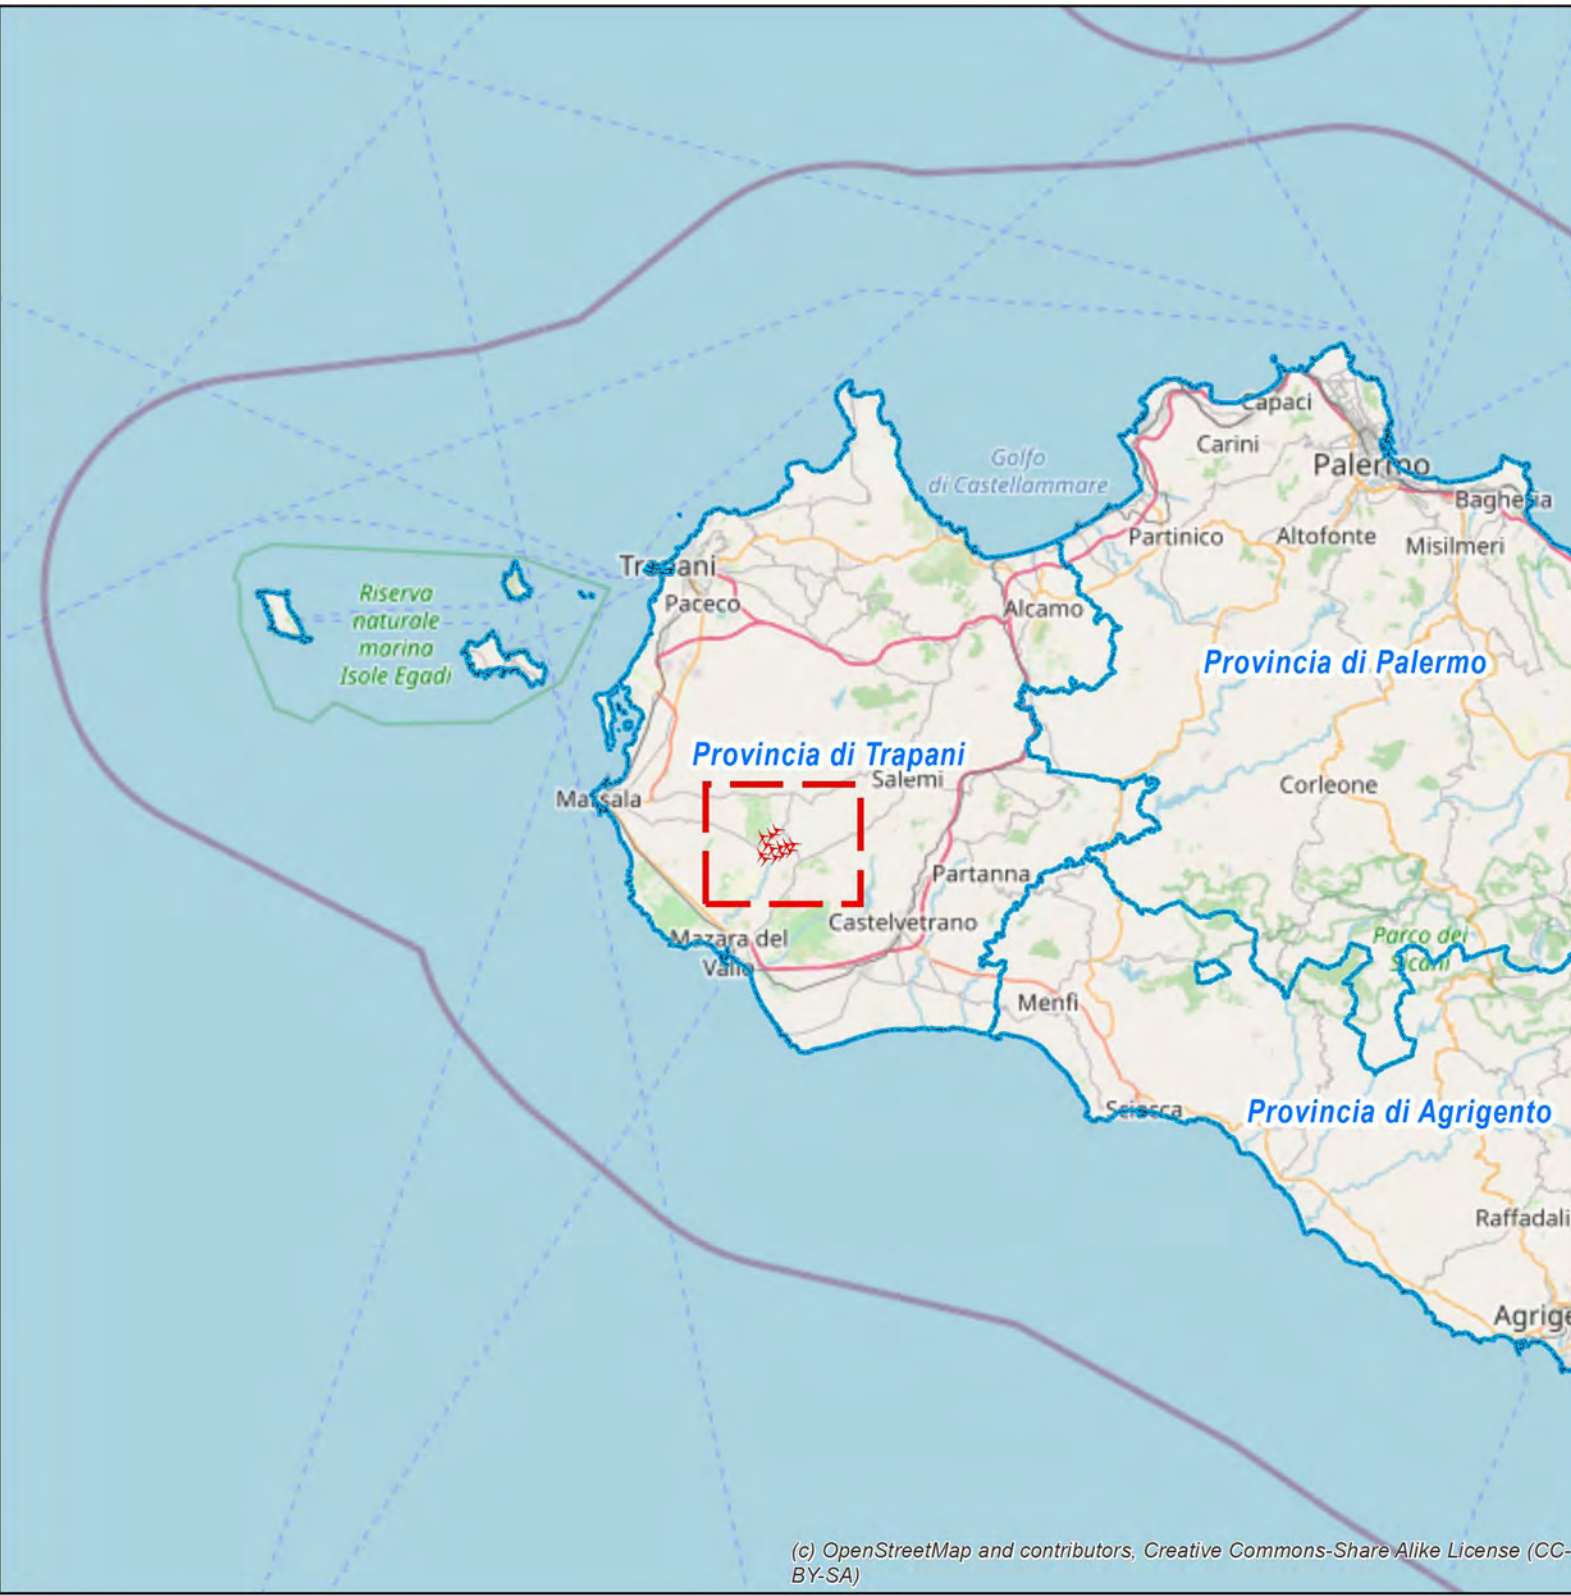 Capaci
Carini
Palermo
Golfo
di Castellammare
Bagheria
Partinico
Altofonte
Misilmeri
Trapani
Riserva
naturale
marina
Isole Egadi
Paceco
Alcamo
Provincia di Palermo
Provincia di Trapani
Salemi
Corleone
Marsala
Partanna
Castelvetrano
Mazara del
Vallo
Parco dei
Sicani
Menfi
Sciacca
Provincia di Agrigento
Raffadali
Agrige
(c) OpenStreetMap and contributors, Creative Commons-Share Alike License (CC-
BY-SA)